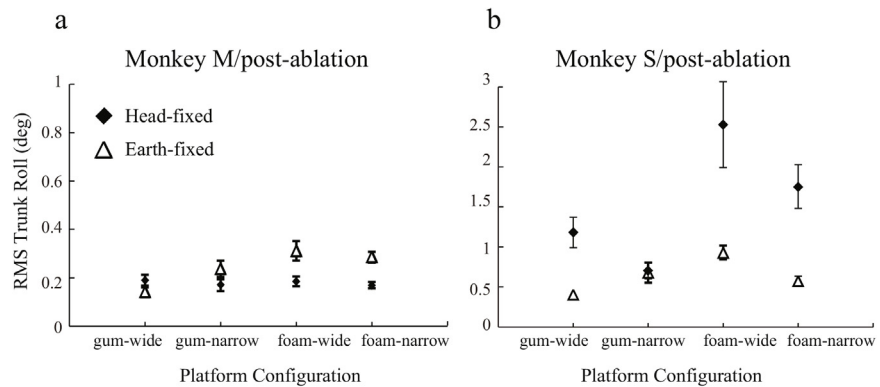 a
Monkey M/post-ablation
1
0.8
0.6
0.4
0.2
0
RMS Trunk Roll (deg)
Head-fixed
Earth-fixed
gum-wide
gum-narrow
foam-wide
foam-narrow
Platform Configuration
b
Monkey S/post-ablation
3
2.5
2
1.5
1
0.5
0
gum-wide
gum-narrow
foam-wide
foam-narrow
Platform Configuration